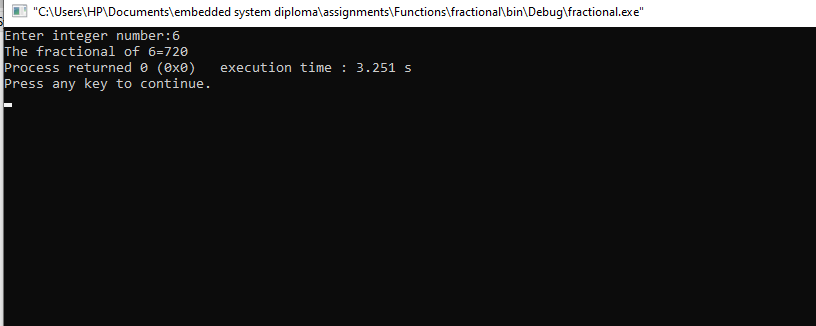 "C:\Users\HP\Documents\embedded system diploma\assignments\Functions\fractional\bin\Debug\fractional.exe"
Enter integer number:6
The fractional of 6=720
Process returned 0 (0x0)   execution time : 3.251 s
Press any key to continue.